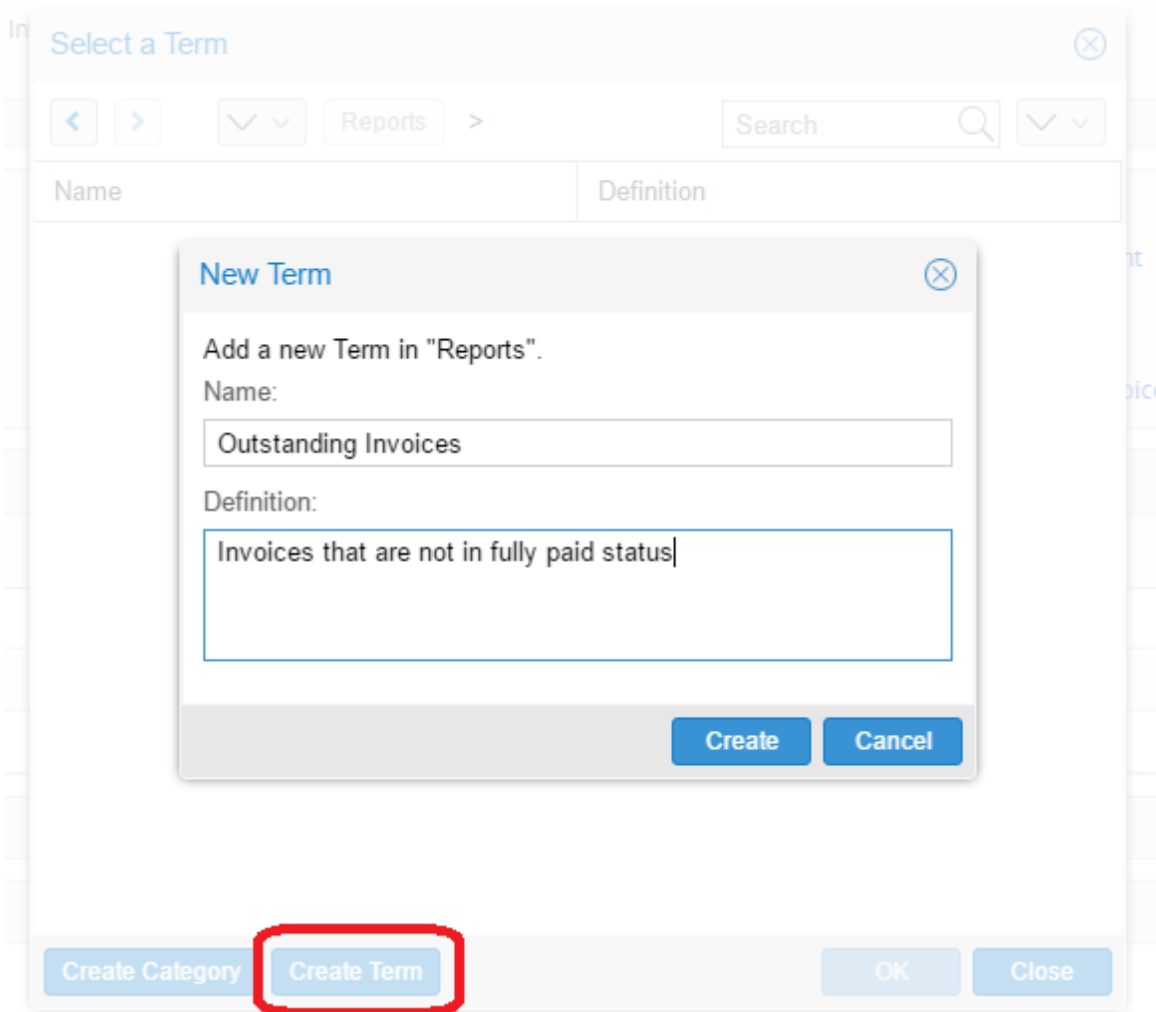 In
Select a Term
Reports >
Search
Name
Definition
New Term
Add a new Term in "Reports".
Name:
Outstanding Invoices
Definition:
Invoices that are not in fully paid status
Create
Cancel
Create Category
Create Term
OK
Close